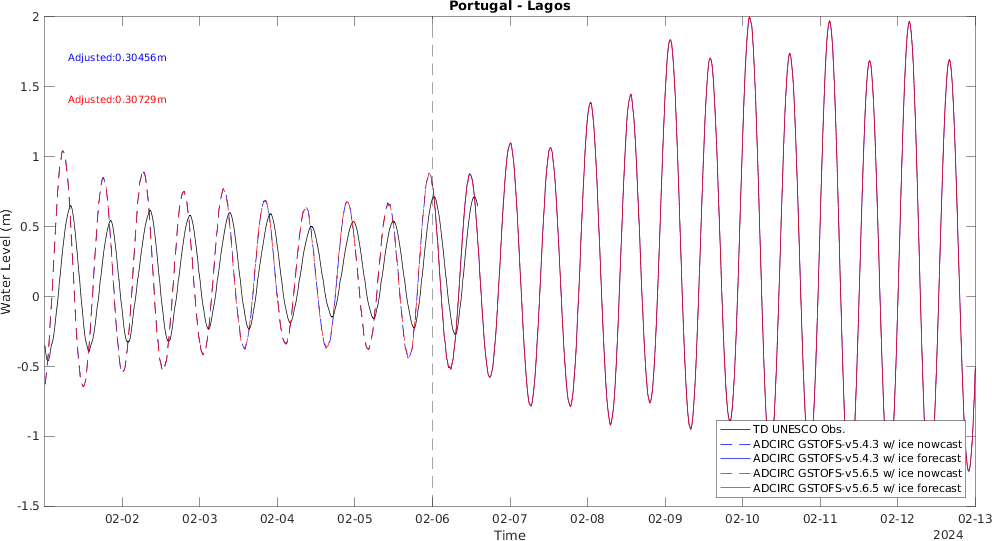 Portugal - Lagos
Adjusted:0.30456m
Adjusted:0.30729m
Water Level (m)
2
1.5
1
0.5
0
-0.5
-1
-1.5
TD UNESCO Obs.
ADCIRC GSTOFS-v5.4.3 w/ ice nowcast
ADCIRC GSTOFS-v5.4.3 w/ ice forecast
ADCIRC GSTOFS-v5.6.5 w/ ice nowcast
ADCIRC GSTOFS-v5.6.5 w/ ice forecast
02-02 02-03 02-04 02-05 02-06 02-07 02-08 02-09 02-10 02-11 02-12 02-13
Time
2024